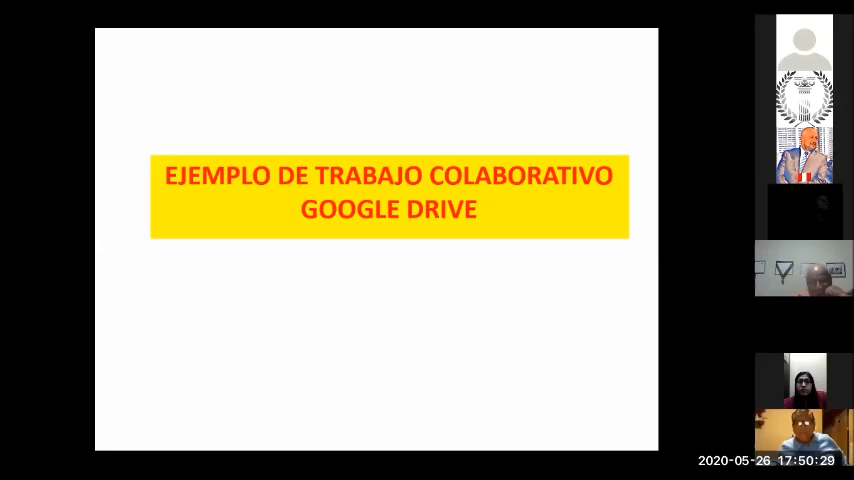 EJEMPLO DE TRABAJO COLABORATIVO
GOOGLE DRIVE
2020-05-26 17:50:29